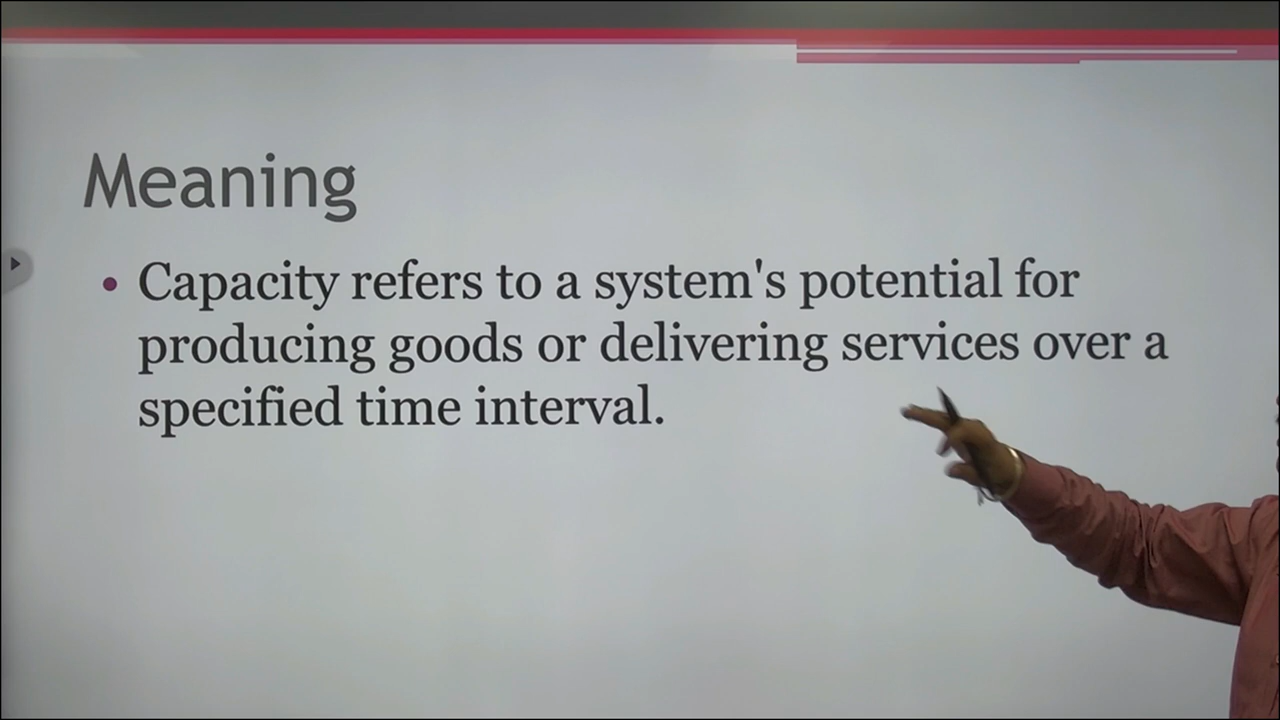 Meaning
• Capacity refers to a system's potential for
producing goods or delivering services over a
specified time interval.